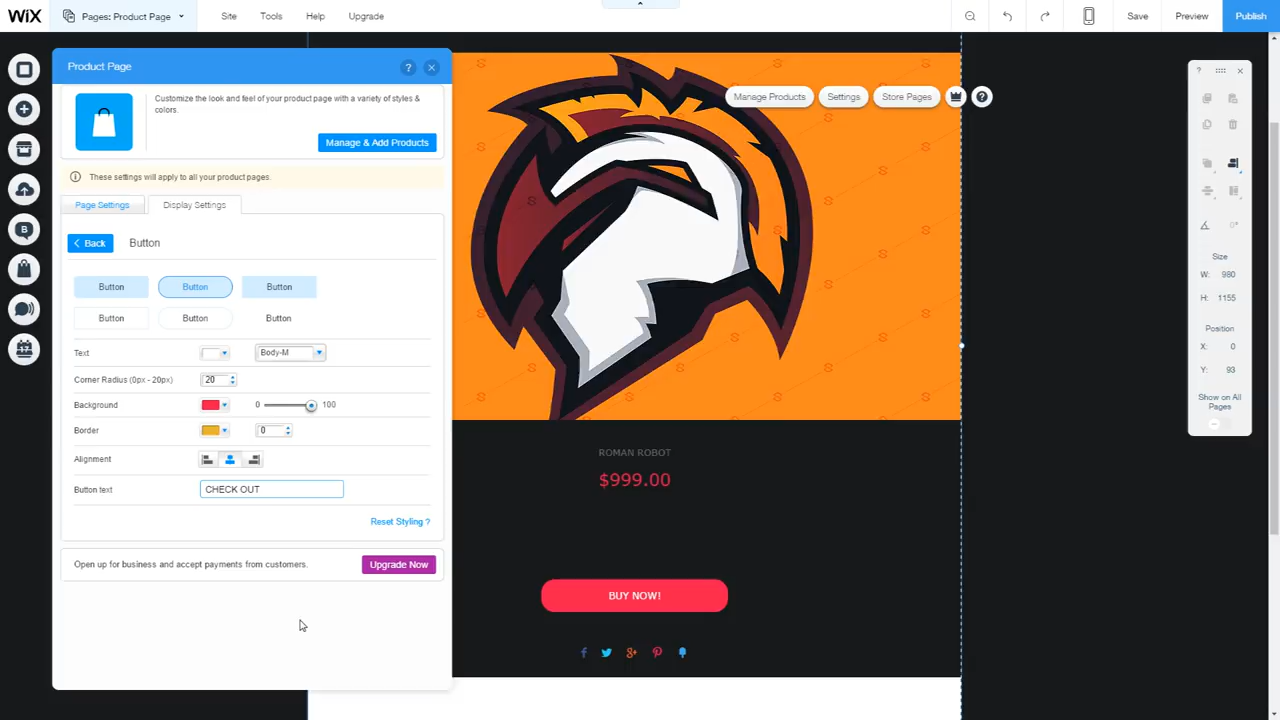 WiX
Pages: Product Page
Site
Tools
Help
Upgrade
Save
Preview
Publish
Product Page
?
Customize the look and feel of your product page with a variety of styles &
colors.
Manage & Add Products
These settings will apply to all your product pages.
Page Settings
Display Settings
Back
Button
Button
Button
Button
Button
Button
Button
Text
Body-M
Corner Radius (0px - 20px)
20
Background
0
100
Border
0
Alignment
Button text
CHECK OUT
Reset Styling ?
Open up for business and accept payments from customers.
Upgrade Now
Manage Products
Settings
Store Pages
?
ROMAN ROBOT
$999.00
BUY NOW!
?
Size
W: 980
H: 1155
Position
X: 0
Y: 93
Show on All
Pages